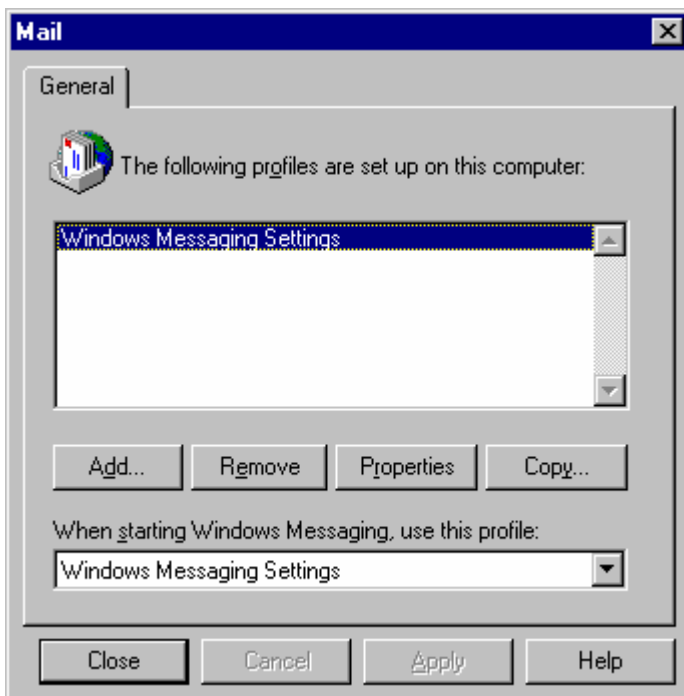 Mail
General
The following profiles are set up on this computer:
Windows Messaging Settings
Add... Remove Properties Copy...
When starting Windows Messaging, use this profile:
Windows Messaging Settings
Close Cancel Apply Help